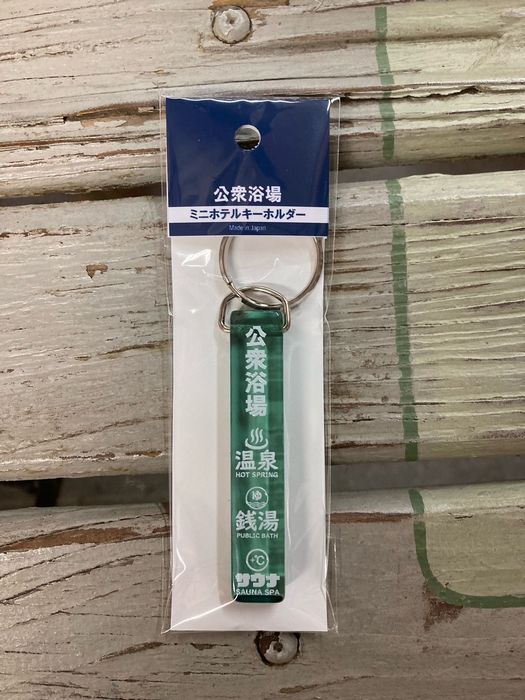 公衆浴場
ミニホテルキーホルダー
Made in Japan
公衆浴場
温泉
HOT SPRING
銭湯
PUBLIC BATH
+℃
サウナ
SAUNA SPA